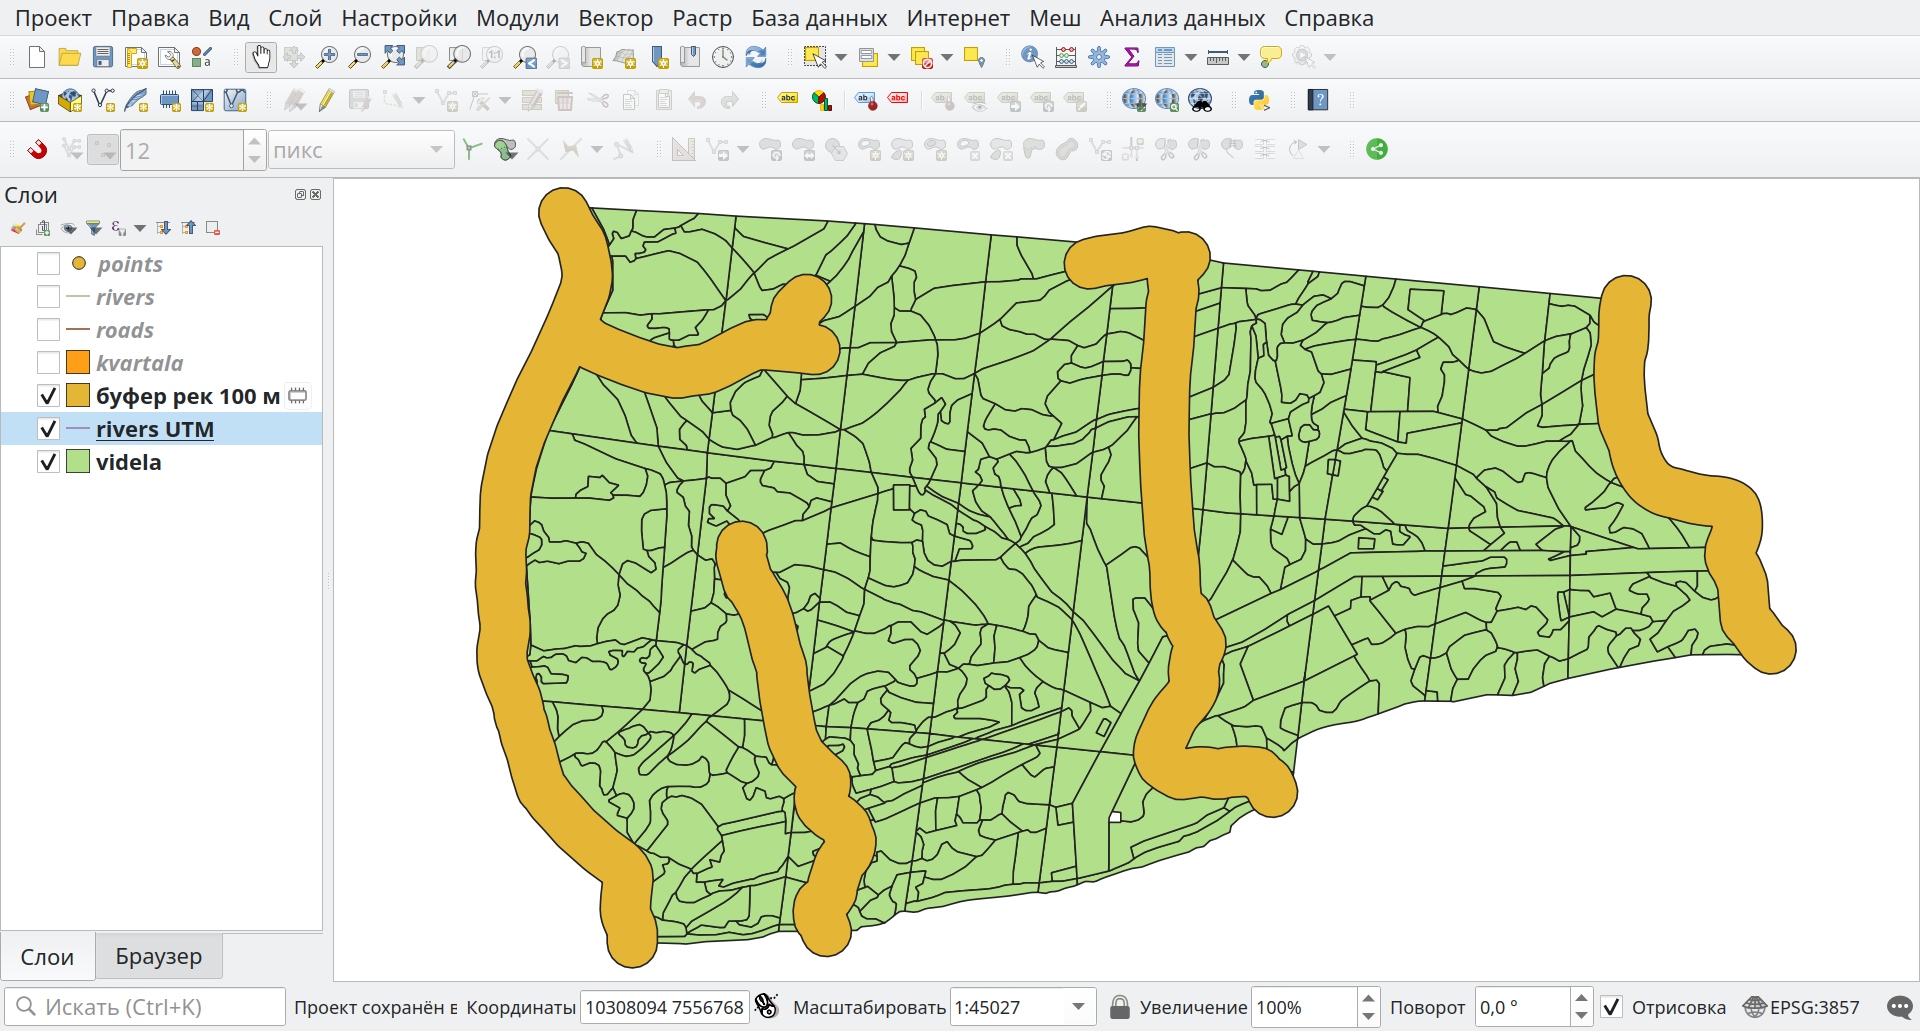 Проект Правка Вид Слой Настройки Модули Вектор Растр База данных Интернет Меш Анализ данных Справка
12 пикс
Слои
points
rivers
roads
kvartala
буфер рек 100 м
rivers UTM
videla
Слои Браузер
Искать (Ctrl+K) Проект сохранён в Координаты 10308094 7556768 Масштабировать 1:45027 Увеличение 100% Поворот 0,0 ° Отрисовка EPSG:3857